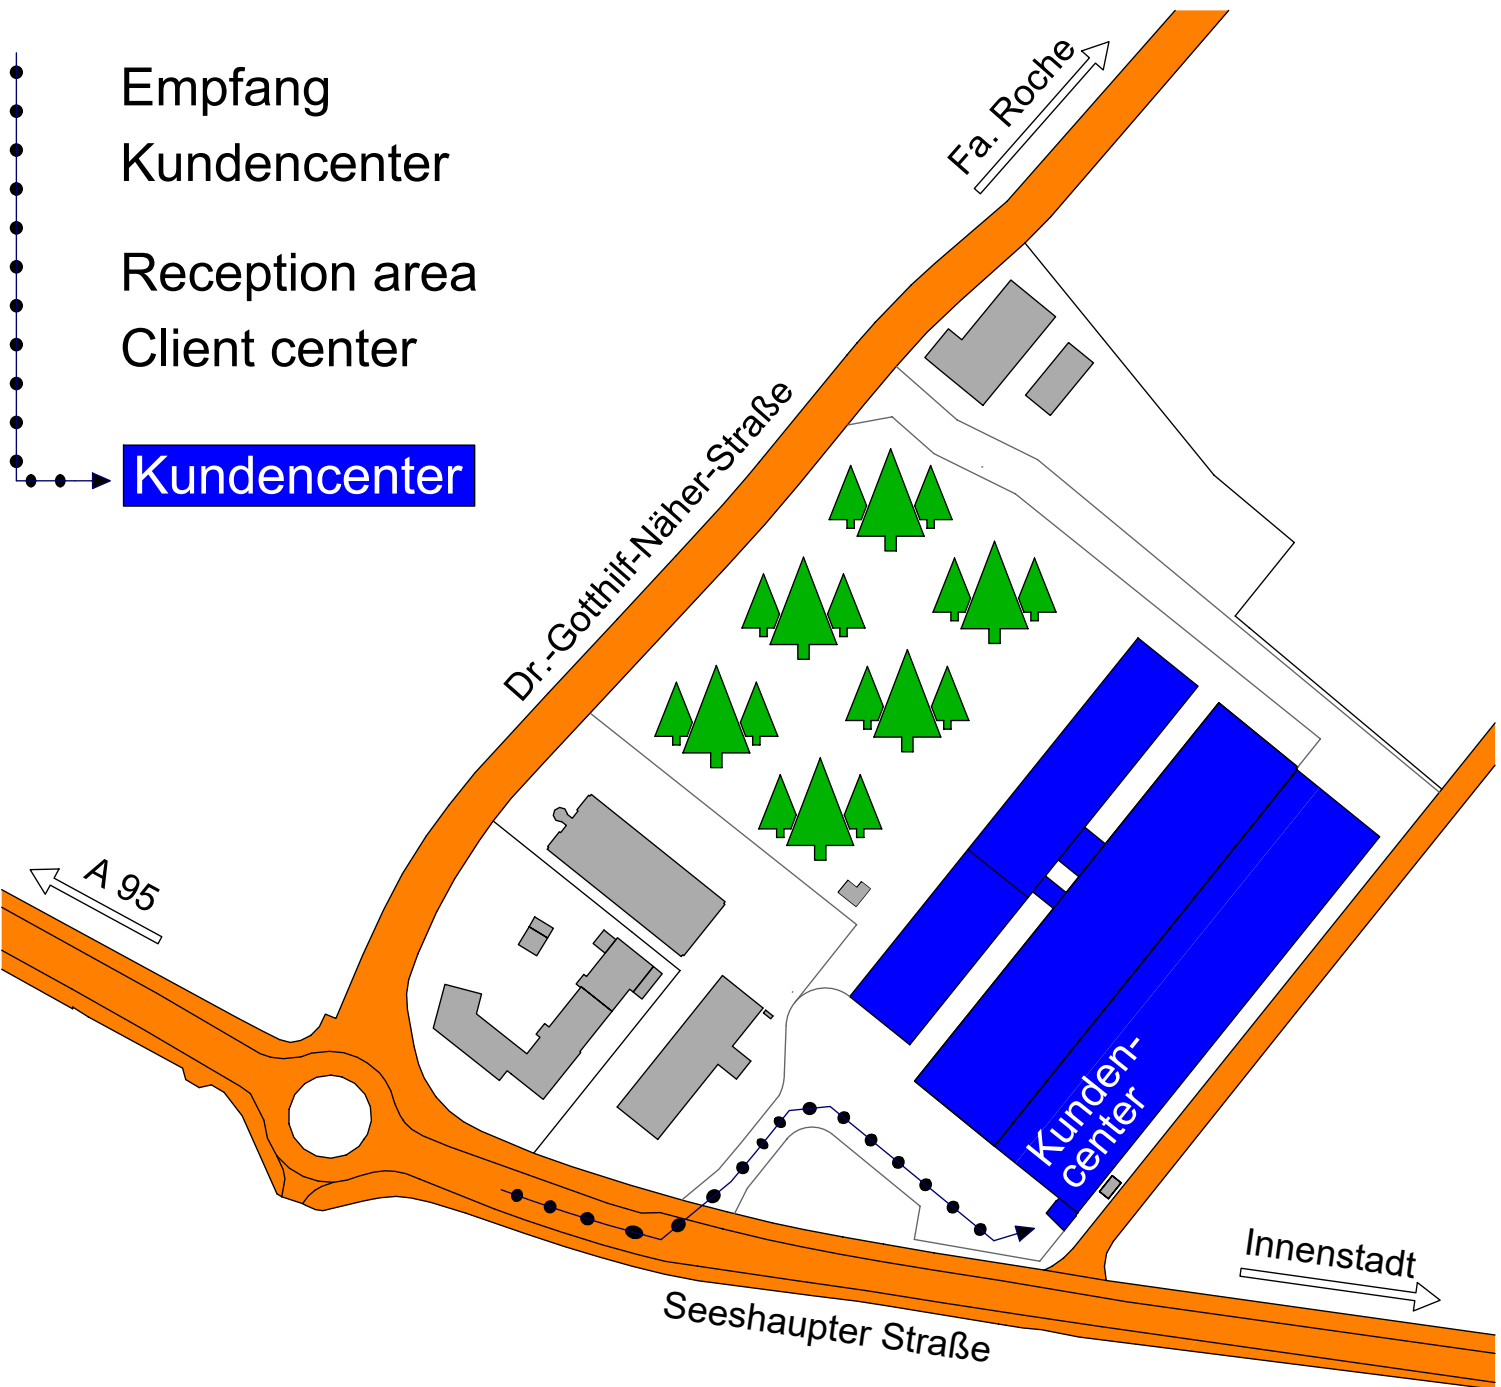 Empfang
Kundencenter
Reception area
Client center
Kundencenter
Fa. Roche
Dr.-Gotthilf-Näher-Straße
A 95
Kunden-
center
Innenstadt
Seeshaupter Straße